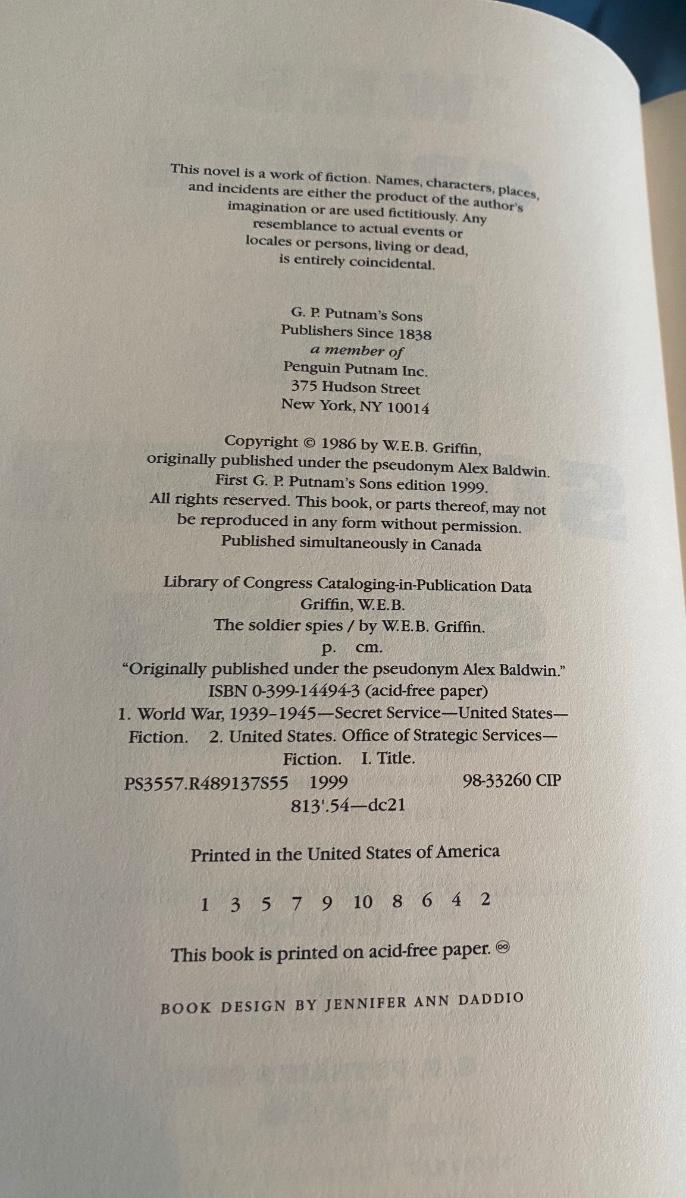 This novel is a work of fiction. Names, characters, places,
and incidents are either the product of the author's
imagination or are used fictitiously. Any
resemblance to actual events or
locales or persons, living or dead,
is entirely coincidental.
G. P. Putnam's Sons
Publishers Since 1838
a member of
Penguin Putnam Inc.
375 Hudson Street
New York, NY 10014
Copyright © 1986 by W.E.B. Griffin,
originally published under the pseudonym Alex Baldwin.
First G. P. Putnam's Sons edition 1999.
All rights reserved. This book, or parts thereof, may not
be reproduced in any form without permission.
Published simultaneously in Canada
Library of Congress Cataloging-in-Publication Data
Griffin, W.E.B.
The soldier spies / by W.E.B. Griffin.
p. cm.
“Originally published under the pseudonym Alex Baldwin.”
ISBN 0-399-14494-3 (acid-free paper)
1. World War, 1939–1945—Secret Service—United States—
Fiction. 2. United States. Office of Strategic Services—
Fiction. I. Title.
PS3557.R489137S55 1999 98-33260 CIP
813'.54—dc21
Printed in the United States of America
1 3 5 7 9 10 8 6 4 2
This book is printed on acid-free paper. ♾
BOOK DESIGN BY JENNIFER ANN DADDIO